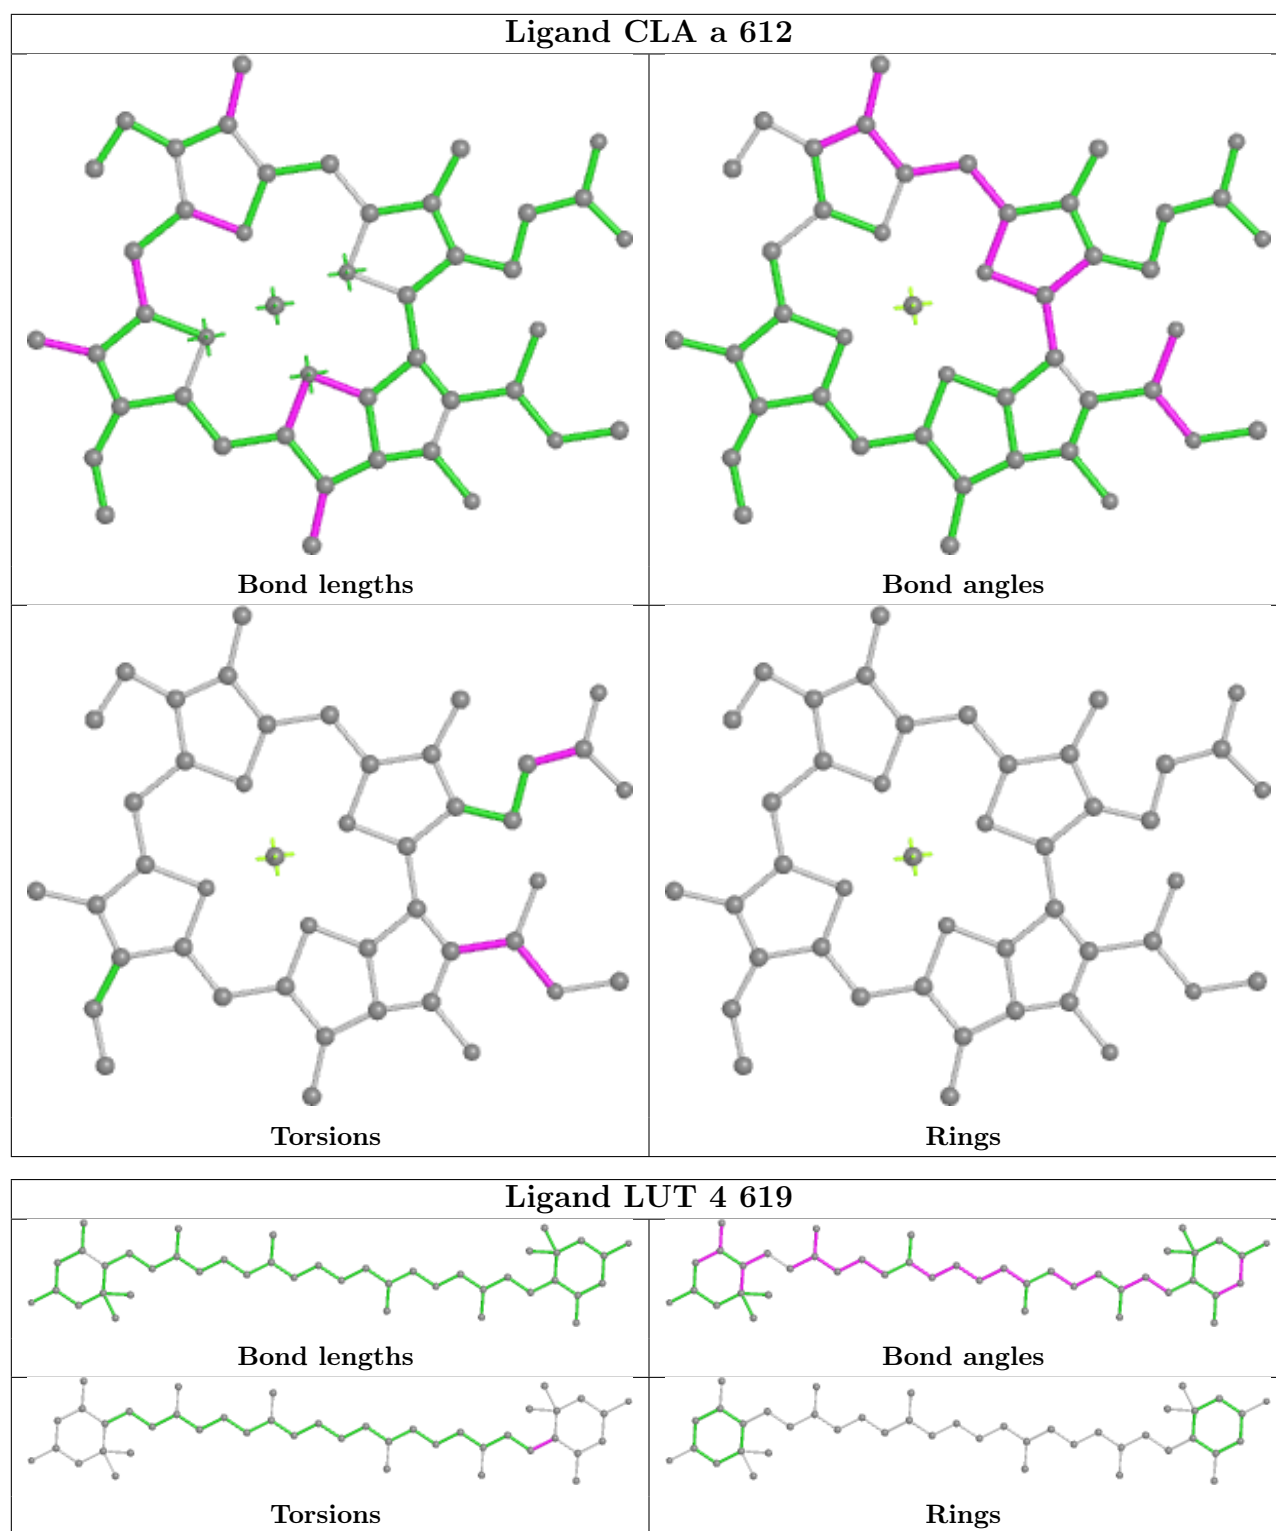 Ligand CLA a 612
Bond lengths
Bond angles
Torsions
Rings
Ligand LUT 4 619
Bond lengths
Bond angles
Torsions
Rings